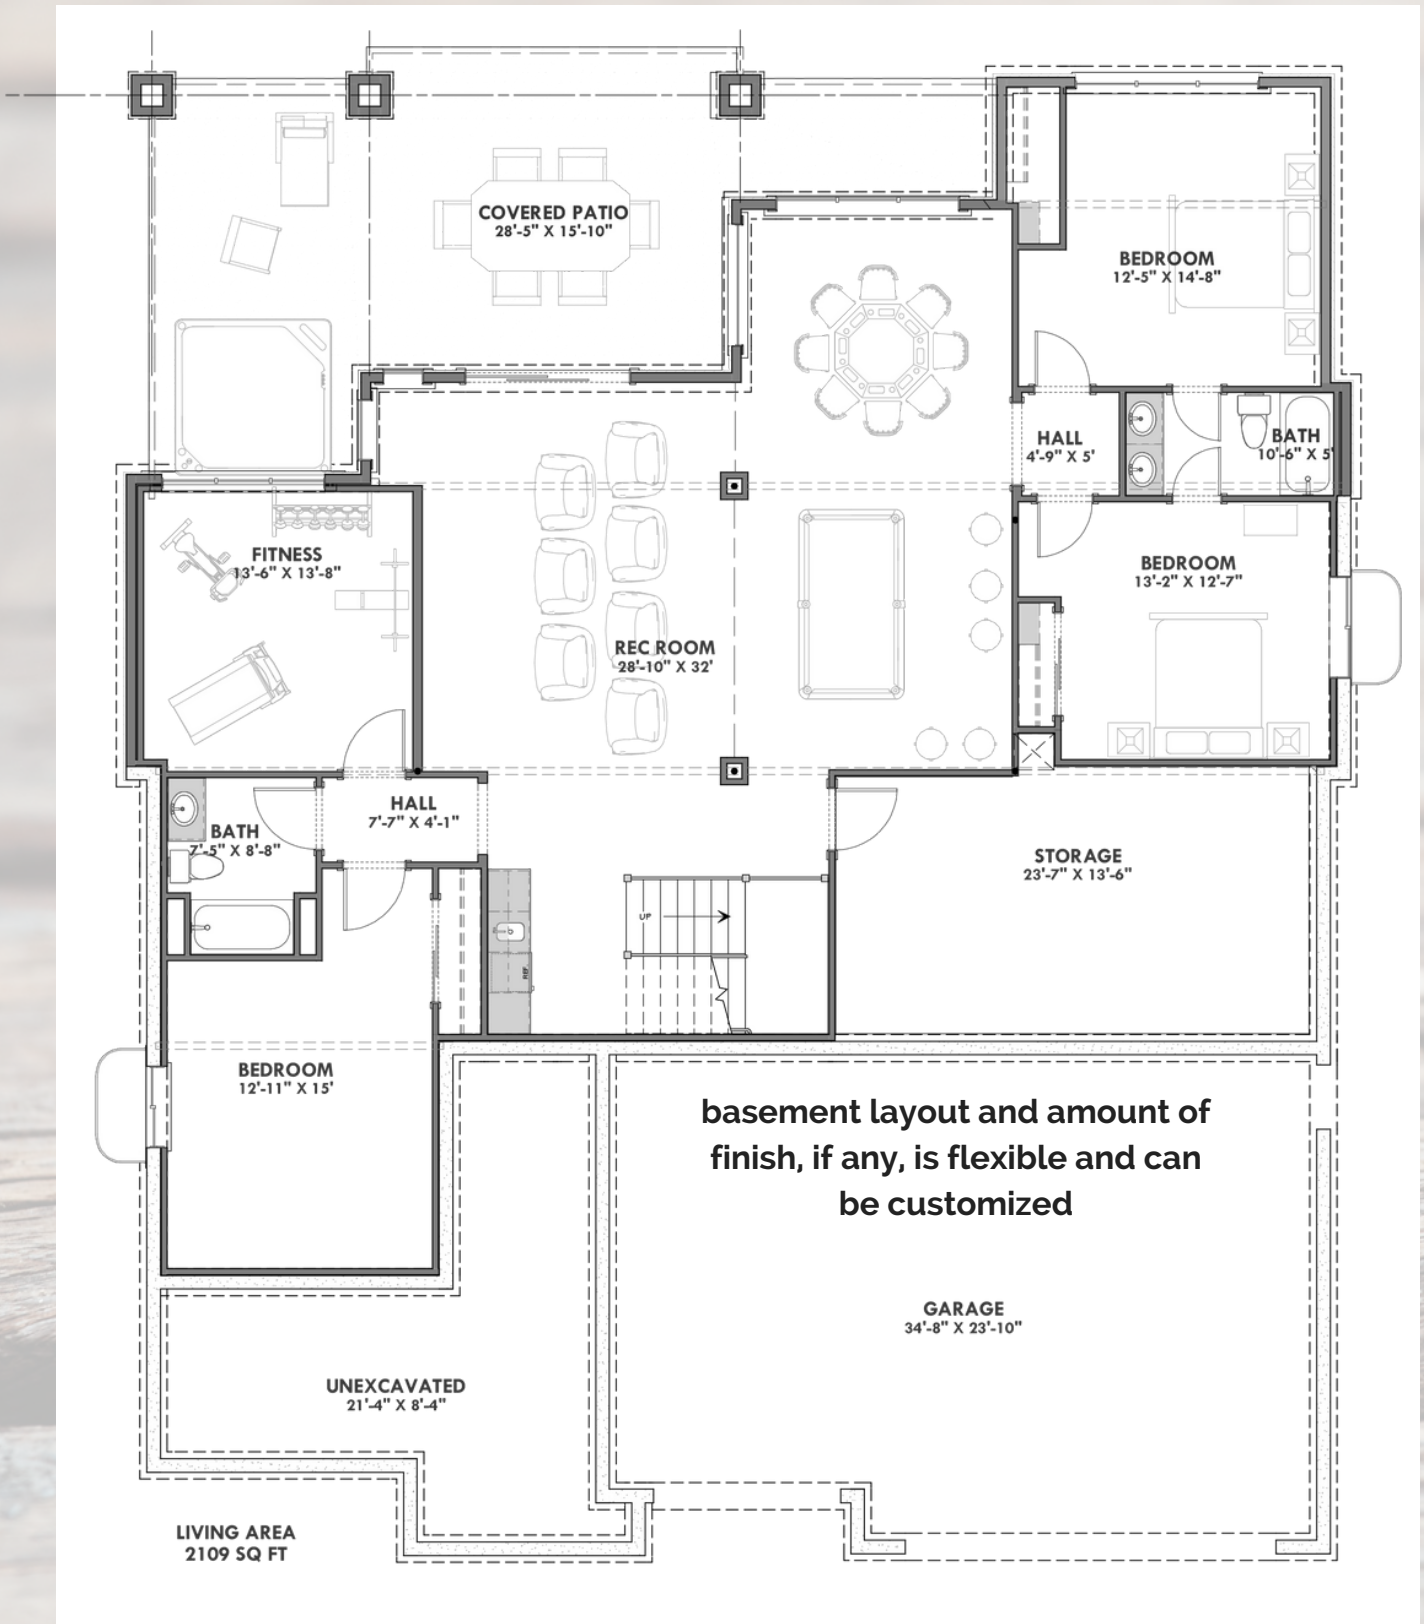 COVERED PATIO
28'-5" X 15'-10"
BEDROOM
12'-5" X 14'-8"
HALL
4'-9" X 5'
BATH
10'-6" X 5'
FITNESS
13'-6" X 13'-8"
BEDROOM
13'-2" X 12'-7"
REC ROOM
28'-10" X 32'
HALL
7'-7" X 4'-1"
BATH
7'-5" X 8'-8"
STORAGE
23'-7" X 13'-6"
UP
REF.
BEDROOM
12'-11" X 15'
basement layout and amount of
finish, if any, is flexible and can
be customized
GARAGE
34'-8" X 23'-10"
UNEXCAVATED
21'-4" X 8'-4"
LIVING AREA
2109 SQ FT